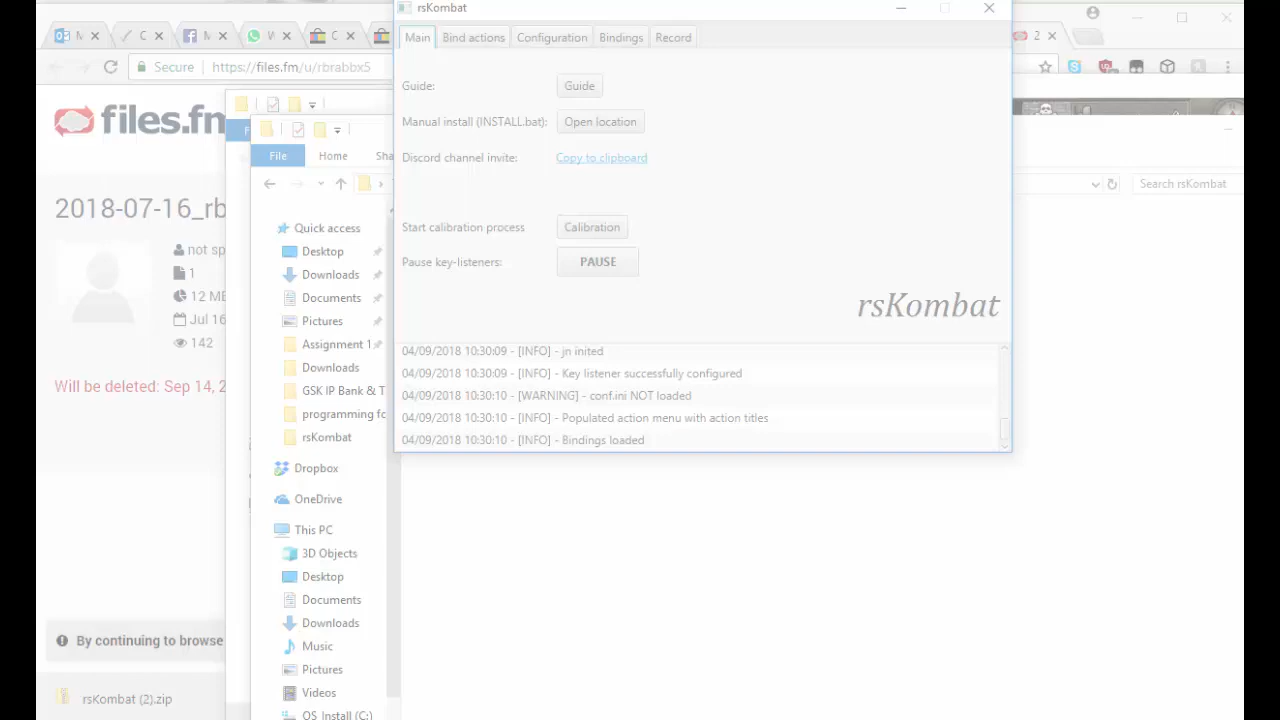 rsKombat
M
C
M
W
C
C
2
Secure https://files.fm/u/rbrabbx5
Main Bind actions Configuration Bindings Record
Guide: Guide
Manual install (INSTALL.bat): Open location
Discord channel invite: Copy to clipboard
Start calibration process Calibration
Pause key-listeners: PAUSE
rsKombat
04/09/2018 10:30:09 - [INFO] - jn inited
04/09/2018 10:30:09 - [INFO] - Key listener successfully configured
04/09/2018 10:30:10 - [WARNING] - conf.ini NOT loaded
04/09/2018 10:30:10 - [INFO] - Populated action menu with action titles
04/09/2018 10:30:10 - [INFO] - Bindings loaded
files.fm
2018-07-16_rb
not sp
1
12 MB
Jul 16
142
Will be deleted: Sep 14, 2
By continuing to browse
rsKombat (2).zip
F
File Home Sha
Search rsKombat
Quick access
Desktop
Downloads
Documents
Pictures
Assignment 1
Downloads
GSK IP Bank & T
programming fo
rsKombat
Dropbox
OneDrive
This PC
3D Objects
Desktop
Documents
Downloads
Music
Pictures
Videos
OS_Install (C:)